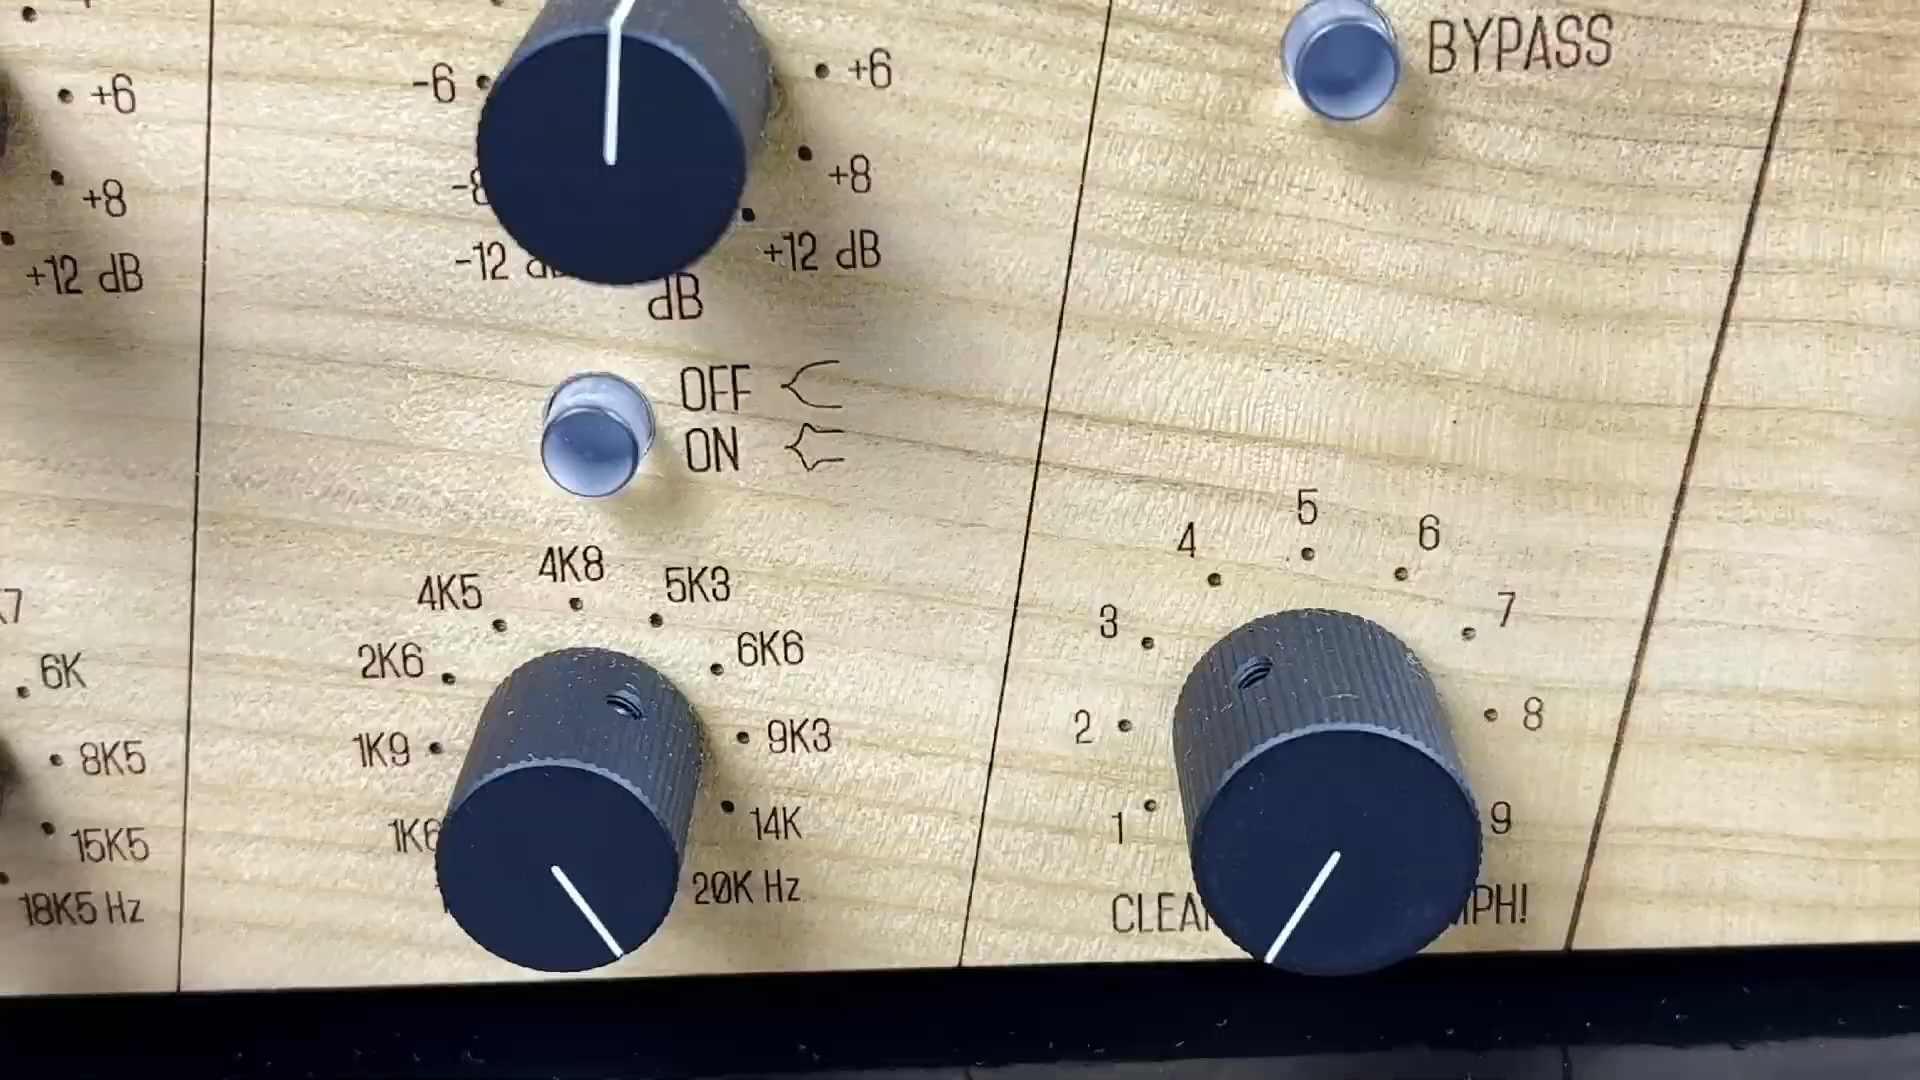 +6
+8
+12 dB
6K
8K5
15K5
18K5 Hz
-6
+6
+8
-12
+12 dB
dB
OFF
ON
4K8
4K5
5K3
2K6
6K6
1K9
9K3
1K6
14K
20K Hz
BYPASS
5
4
6
3
7
2
8
1
9